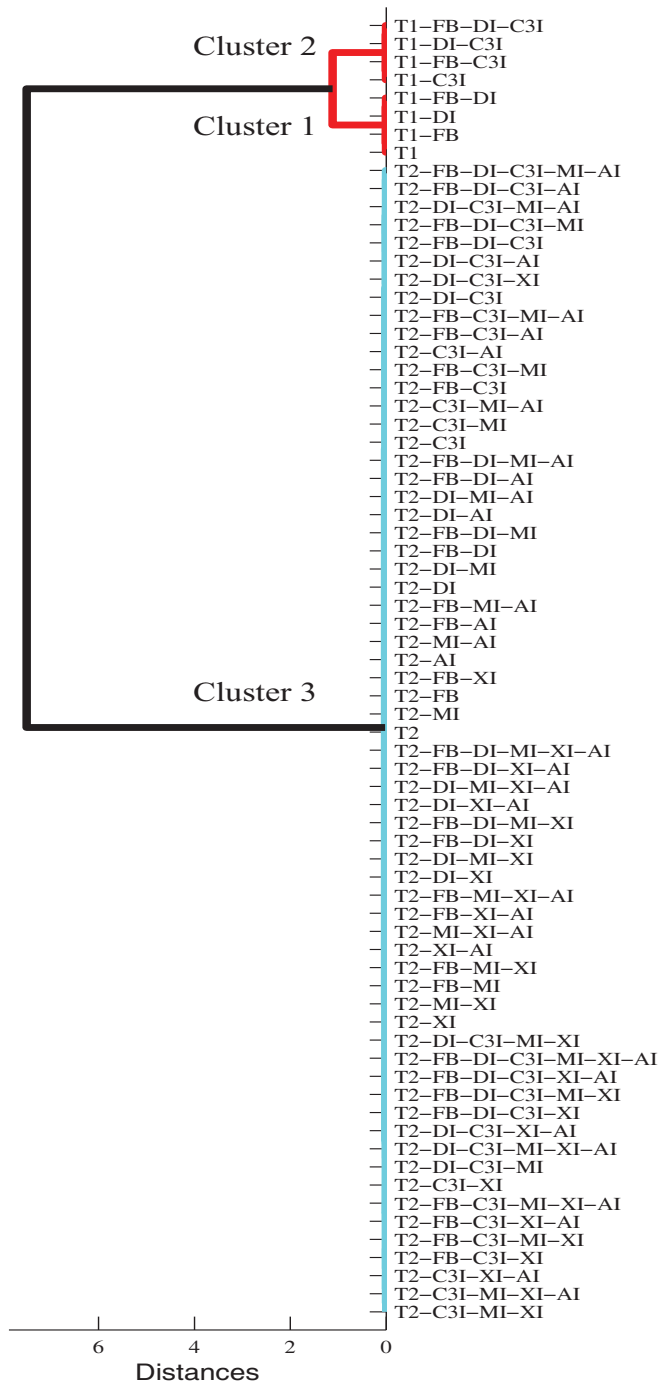 T1−FB−DI−C3I
Cluster 2
T1−DI−C3I
T1−FB−C3I
T1−C3I
T1−FB−DI
T1−DI
Cluster 1
T1−FB
T1
T2−FB−DI−C3I−MI−AI
T2−FB−DI−C3I−AI
T2−DI−C3I−MI−AI
T2−FB−DI−C3I−MI
T2−FB−DI−C3I
T2−DI−C3I−AI
T2−DI−C3I−XI
T2−DI−C3I
T2−FB−C3I−MI−AI
T2−FB−C3I−AI
T2−C3I−AI
T2−FB−C3I−MI
T2−FB−C3I
T2−C3I−MI−AI
T2−C3I−MI
T2−C3I
T2−FB−DI−MI−AI
T2−FB−DI−AI
T2−DI−MI−AI
T2−DI−AI
T2−FB−DI−MI
T2−FB−DI
T2−DI−MI
T2−DI
T2−FB−MI−AI
T2−FB−AI
T2−MI−AI
T2−AI
T2−FB−XI
Cluster 3
T2−FB
T2−MI
T2
T2−FB−DI−MI−XI−AI
T2−FB−DI−XI−AI
T2−DI−MI−XI−AI
T2−DI−XI−AI
T2−FB−DI−MI−XI
T2−FB−DI−XI
T2−DI−MI−XI
T2−DI−XI
T2−FB−MI−XI−AI
T2−FB−XI−AI
T2−MI−XI−AI
T2−XI−AI
T2−FB−MI−XI
T2−FB−MI
T2−MI−XI
T2−XI
T2−DI−C3I−MI−XI
T2−FB−DI−C3I−MI−XI−AI
T2−FB−DI−C3I−XI−AI
T2−FB−DI−C3I−MI−XI
T2−FB−DI−C3I−XI
T2−DI−C3I−XI−AI
T2−DI−C3I−MI−XI−AI
T2−DI−C3I−MI
T2−C3I−XI
T2−FB−C3I−MI−XI−AI
T2−FB−C3I−XI−AI
T2−FB−C3I−MI−XI
T2−FB−C3I−XI
T2−C3I−XI−AI
T2−C3I−MI−XI−AI
T2−C3I−MI−XI
6 4 2 0
Distances